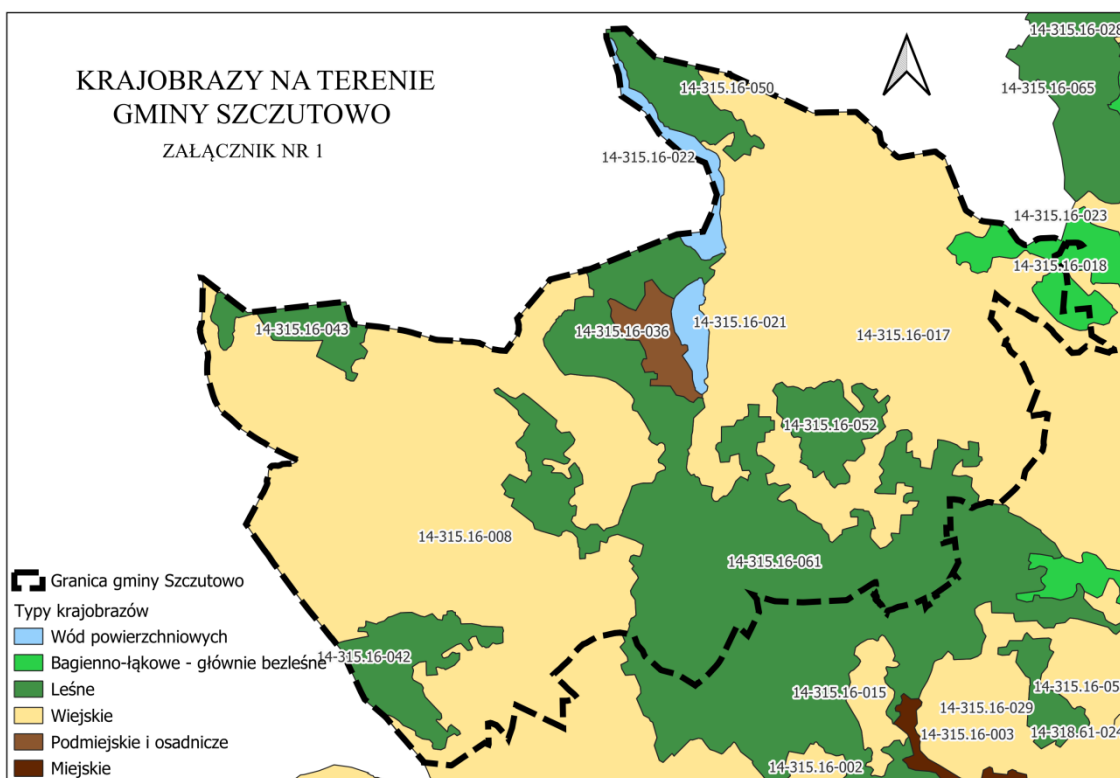 KRAJOBRAZY NA TERENIE
GMINY SZCZUTOWO
ZAŁĄCZNIK NR 1
14-315.16-028
14-315.16-050
14-315.16-065
14-315.16-022
14-315.16-023
14-315.16-018
14-315.16-043
14-315.16-036
14-315.16-021
14-315.16-017
14-315.16-052
14-315.16-008
14-315.16-061
14-315.16-042
14-315.16-015
14-315.16-05
14-315.16-029
14-315.16-003
14-318.61-024
14-315.16-002
Granica gminy Szczutowo
Typy krajobrazów
Wód powierzchniowych
Bagienno-łąkowe - głównie bezleśne
Leśne
Wiejskie
Podmiejskie i osadnicze
Miejskie